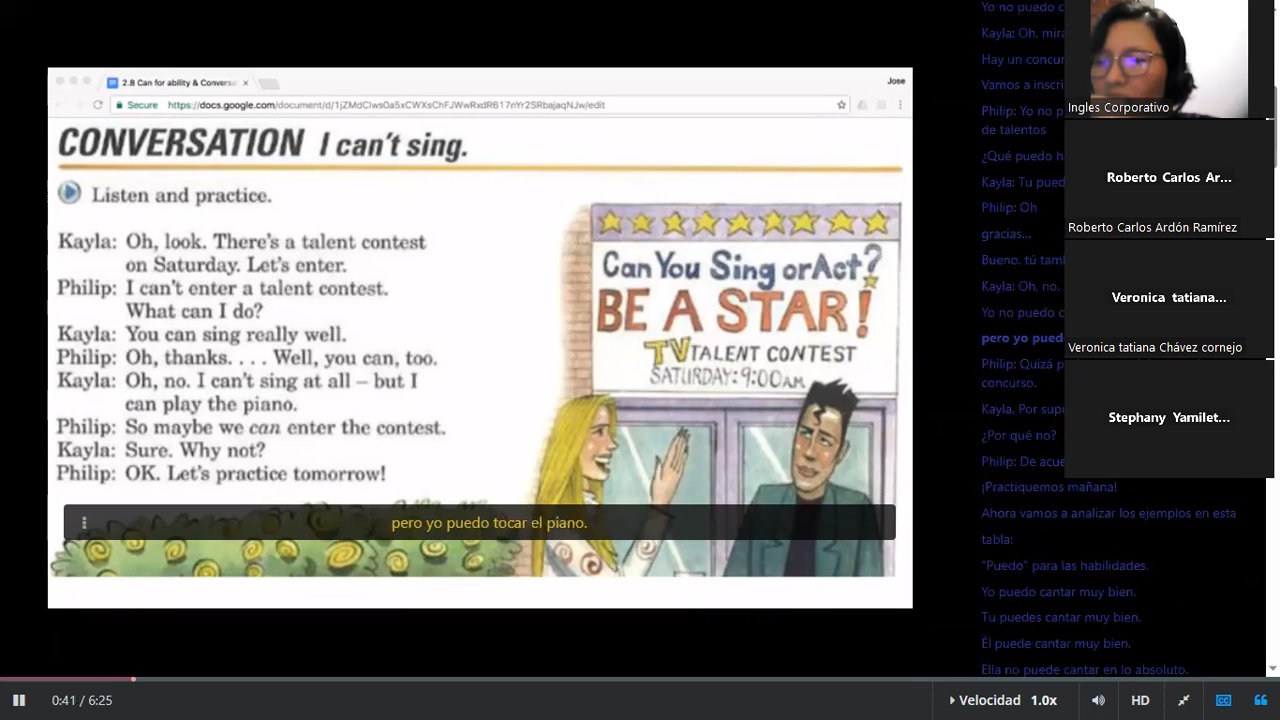 2.8 Can for ability & Conversa
Jose
Secure https://docs.google.com/document/d/1jZMdCIws0a5xCWXsChFJWwRxdR617nYr2SRbajaqNJw/edit
CONVERSATION I can't sing.
Listen and practice.
Kayla: Oh, look. There's a talent contest
on Saturday. Let's enter.
Philip: I can't enter a talent contest.
What can I do?
Kayla: You can sing really well.
Philip: Oh, thanks. . . . Well, you can, too.
Kayla: Oh, no. I can't sing at all – but I
can play the piano.
Philip: So maybe we can enter the contest.
Kayla: Sure. Why not?
Philip: OK. Let's practice tomorrow!
Can You Sing or Act?
BE A STAR!
TV TALENT CONTEST
SATURDAY: 9:00 AM
pero yo puedo tocar el piano.
Yo no puedo c
Kayla: Oh, mira
Hay un concur
Vamos a inscri
Philip: Yo no p
de talentos
¿Qué puedo h
Kayla: Tu pued
Philip: Oh
gracias...
Bueno, tú tam
Kayla: Oh, no.
Yo no puedo c
pero yo pued
Philip: Quizá p
concurso.
Kayla. Por supu
¿Por qué no?
Philip: De acue
¡Practiquemos mañana!
Ahora vamos a analizar los ejemplos en esta
tabla:
"Puedo" para las habilidades.
Yo puedo cantar muy bien.
Tu puedes cantar muy bien.
Él puede cantar muy bien.
Ella no puede cantar en lo absoluto.
Ingles Corporativo
Roberto Carlos Ar...
Roberto Carlos Ardón Ramírez
Veronica tatiana...
Veronica tatiana Chávez cornejo
Stephany Yamilet...
0:41 / 6:25
Velocidad 1.0x
HD
CC